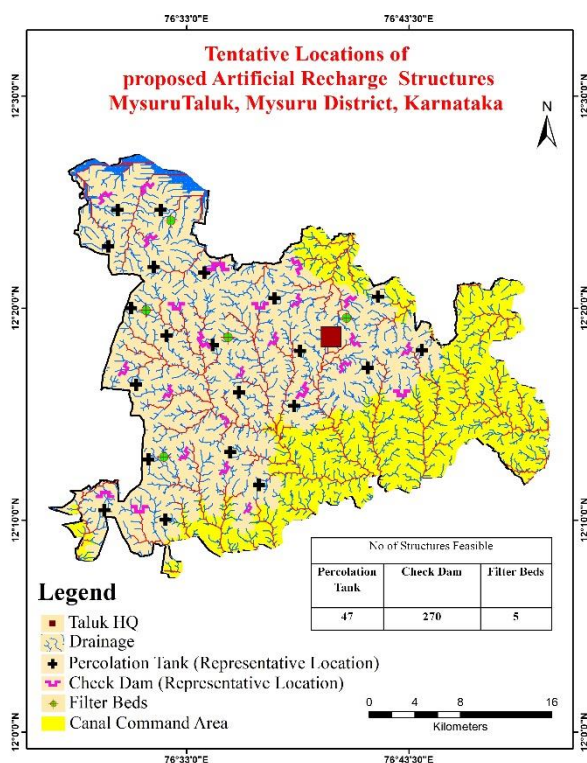 76°33'0"E
76°43'30"E
Tentative Locations of
proposed Artificial Recharge Structures
MysuruTaluk, Mysuru District, Karnataka
N
12°30'0"N
12°30'0"N
12°20'0"N
12°20'0"N
12°10'0"N
12°10'0"N
12°0'0"N
12°0'0"N
No of Structures Feasible
Percolation Tank
Check Dam
Filter Beds
47
270
5
Legend
Taluk HQ
Drainage
Percolation Tank (Representative Location)
Check Dam (Representative Location)
Filter Beds
Canal Command Area
0 2 4 8 12 16
Kilometers
76°33'0"E
76°43'30"E